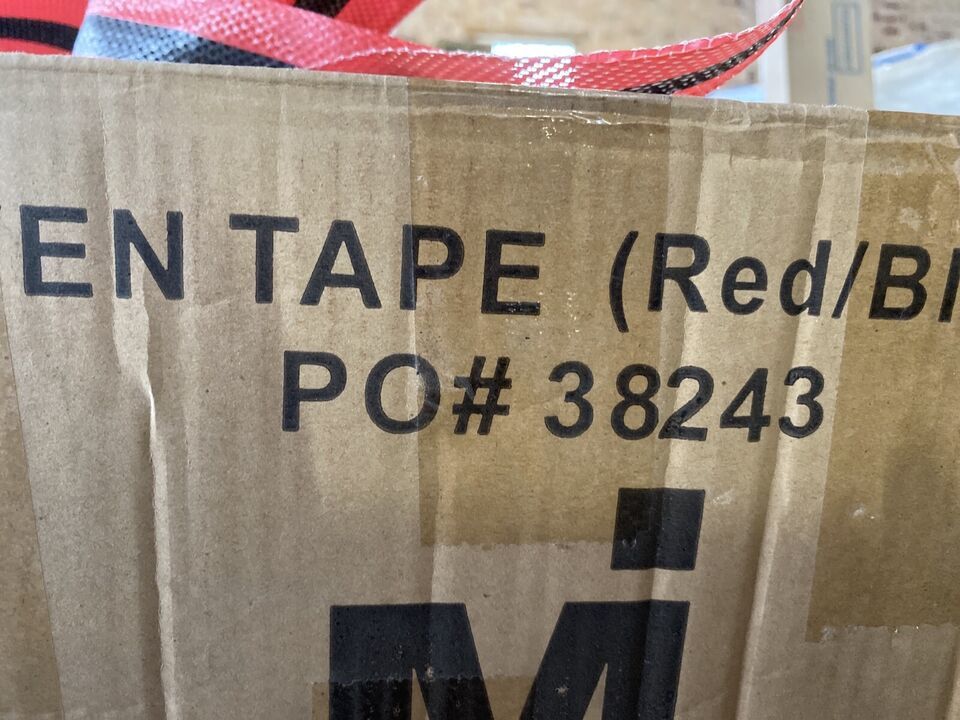 EN TAPE (Red/Bl
PO# 38243
M